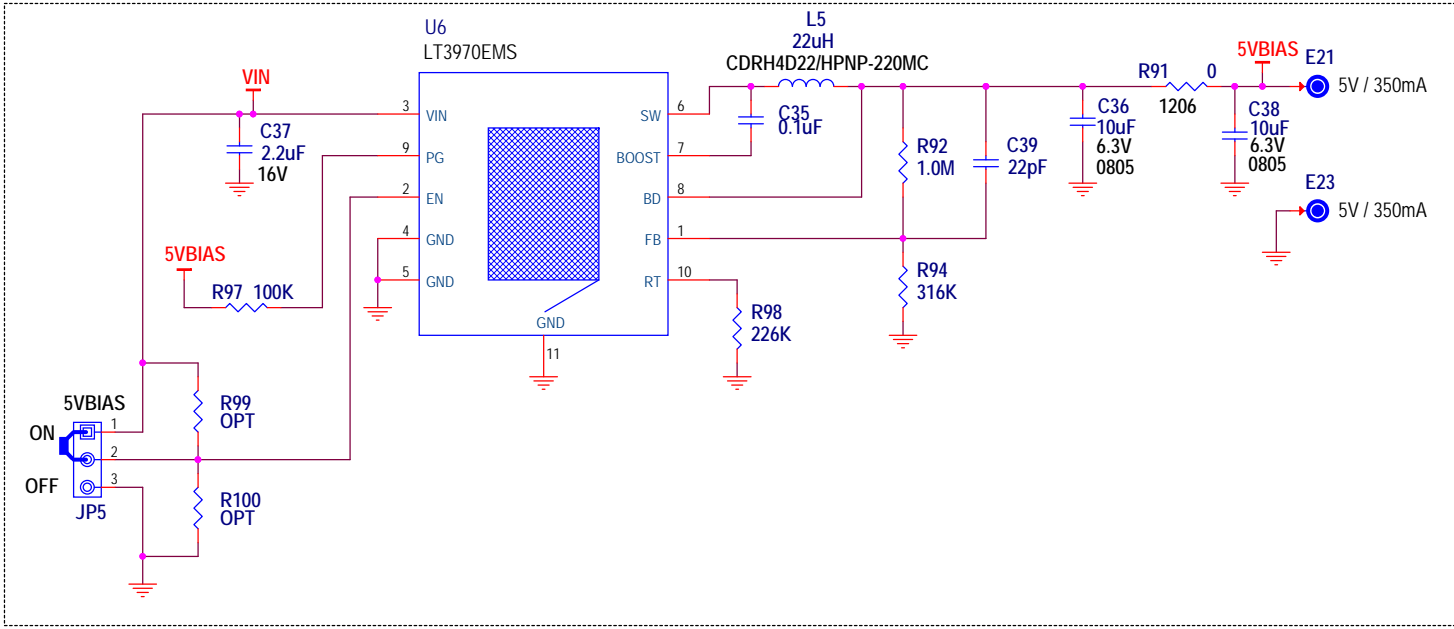 U6
LT3970EMS
L5
22uH
CDRH4D22/HPNP-220MC
VIN
C37
2.2uF
16V
3
9
2
4
5
VIN
PG
EN
GND
GND
GND
11
SW
BOOST
BD
FB
RT
6
7
8
1
10
C35
0.1uF
R92
1.0M
C39
22pF
C36
10uF
6.3V
0805
R91
0
1206
5VBIAS
C38
10uF
6.3V
0805
E21
5V / 350mA
E23
5V / 350mA
R94
316K
R98
226K
5VBIAS
R97 100K
R99
OPT
R100
OPT
5VBIAS
ON
OFF
1
2
3
JP5